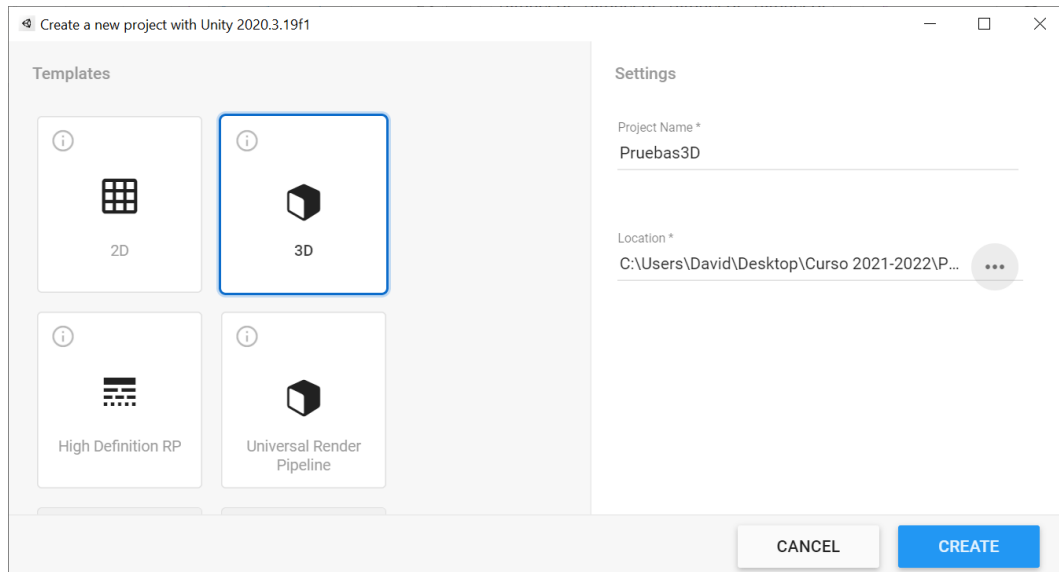 Create a new project with Unity 2020.3.19f1
Templates
2D
3D
High Definition RP
Universal Render
Pipeline
Settings
Project Name *
Pruebas3D
Location *
C:\Users\David\Desktop\Curso 2021-2022\P...
CANCEL
CREATE